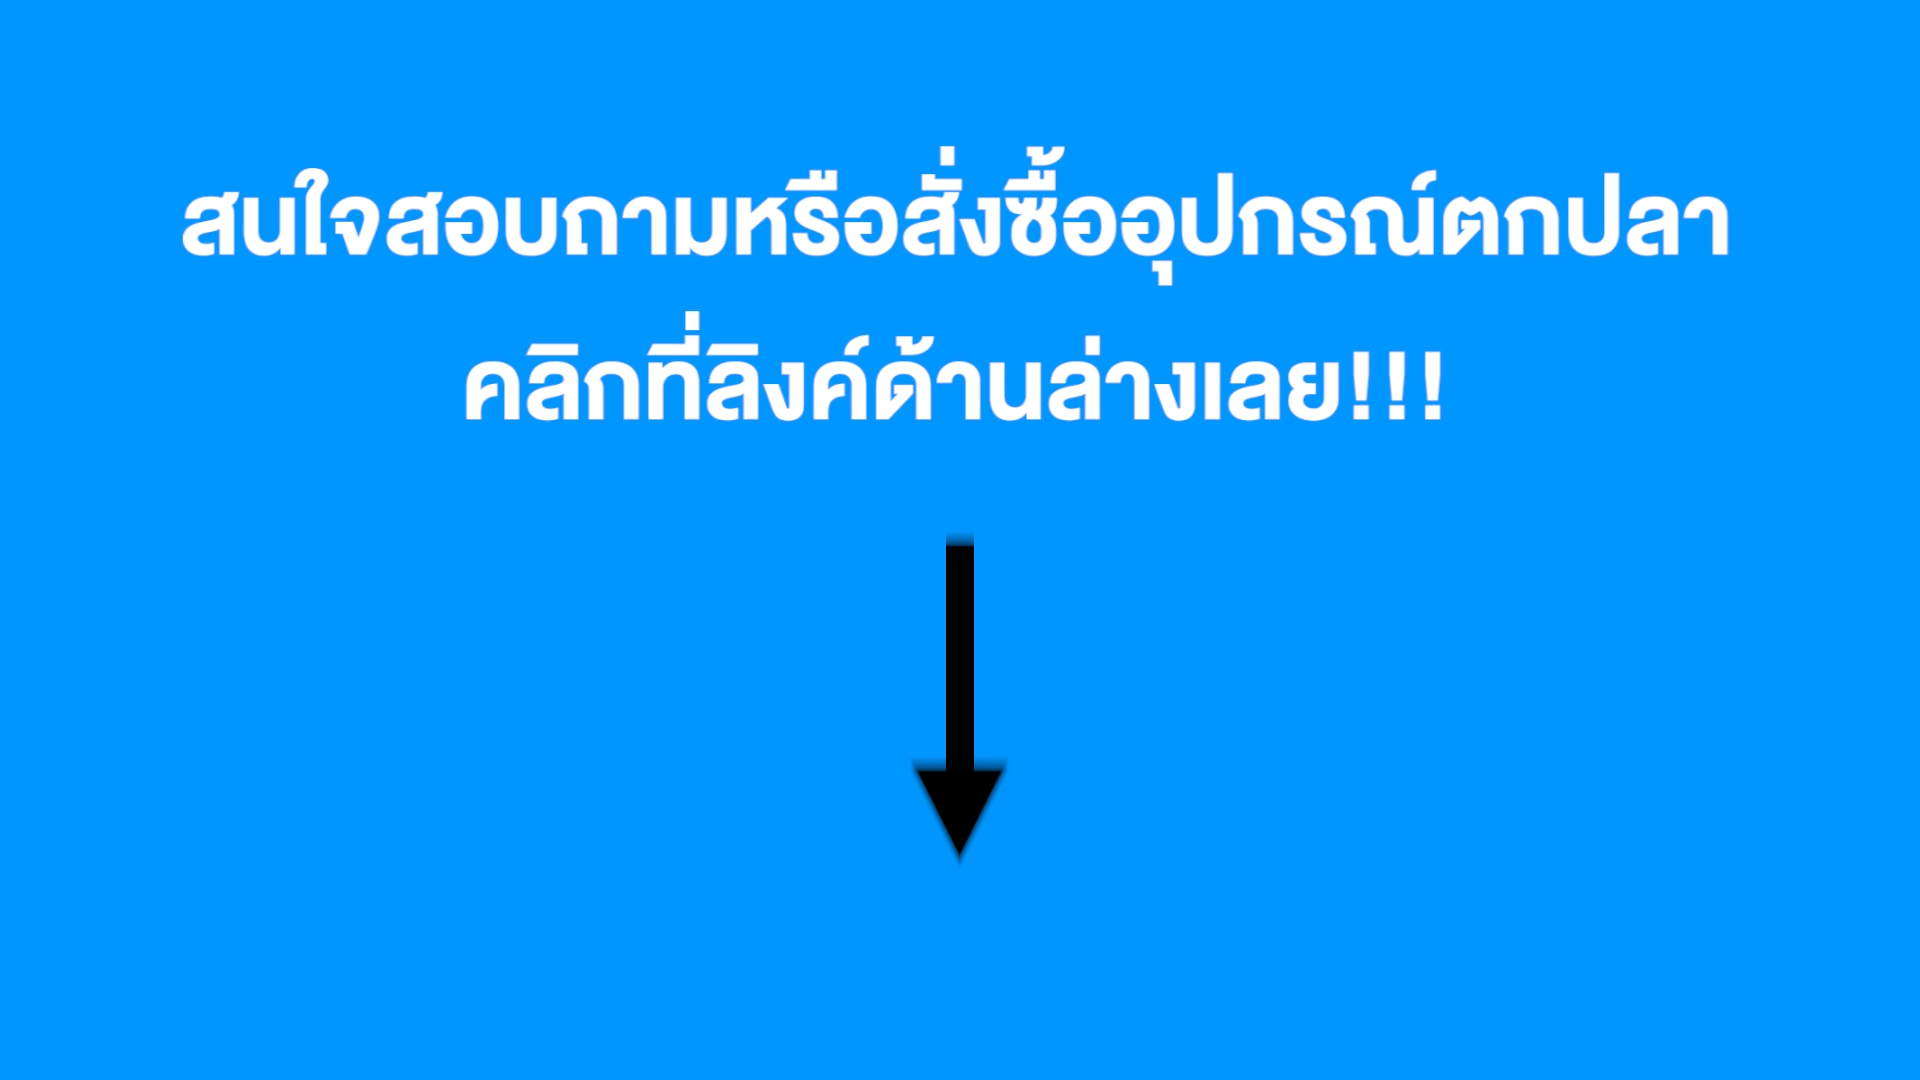 สนใจสอบถามหรือสั่งซื้ออุปกรณ์ตกปลา
คลิกที่ลิงค์ด้านล่างเลย!!!